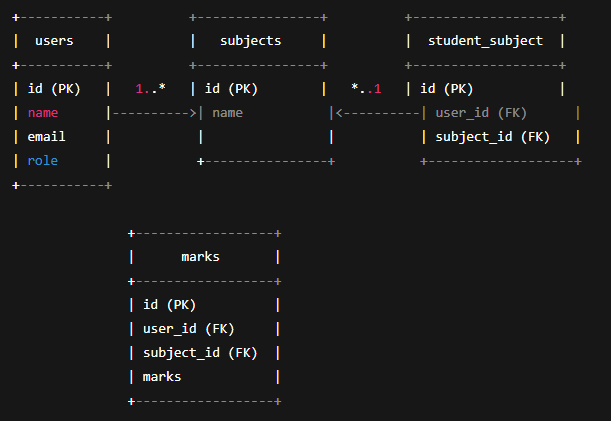 +-----------+          +----------------+          +-------------------+
|  users    |          |   subjects     |          |  student_subject  |
+-----------+          +----------------+          +-------------------+
| id (PK)   |   1..*   | id (PK)        |   *..1   | id (PK)           |
| name      |---------->| name           |<----------| user_id (FK)      |
| email     |           |                |           | subject_id (FK)   |
| role      |           +----------------+           +-------------------+
+-----------+
+------------------+
|      marks       |
+------------------+
| id (PK)          |
| user_id (FK)     |
| subject_id (FK)  |
| marks            |
+------------------+